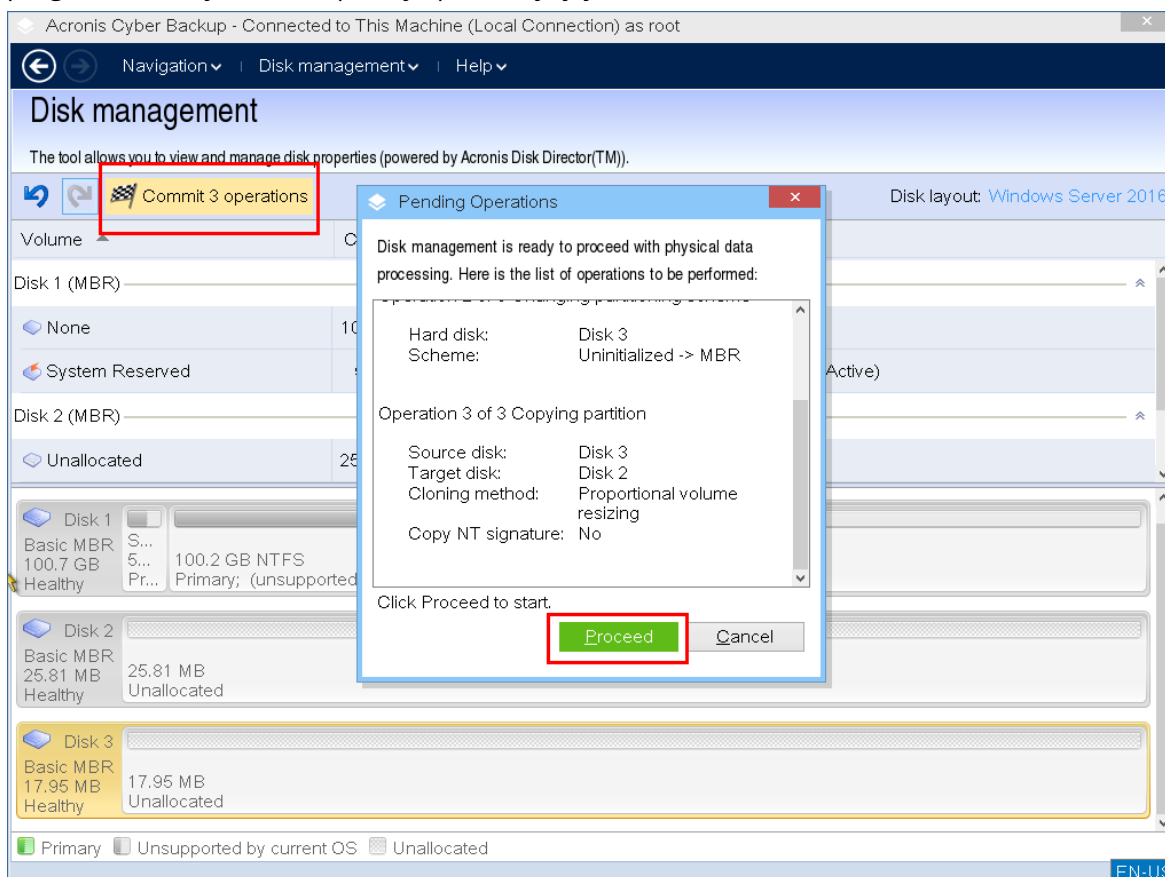 Acronis Cyber Backup - Connected to This Machine (Local Connection) as root
Navigation | Disk management | Help
Disk management
The tool allows you to view and manage disk properties (powered by Acronis Disk Director(TM)).
Commit 3 operations
Disk layout: Windows Server 2016
Volume
Disk 1 (MBR)
None
System Reserved
Active)
Disk 2 (MBR)
Unallocated
25
Pending Operations
Disk management is ready to proceed with physical data
processing. Here is the list of operations to be performed:
Hard disk: Disk 3
Scheme: Uninitialized -> MBR
Operation 3 of 3 Copying partition
Source disk: Disk 3
Target disk: Disk 2
Cloning method: Proportional volume
resizing
Copy NT signature: No
Click Proceed to start.
Proceed Cancel
Disk 1
Basic MBR
100.7 GB
Healthy
S...
5...
Pr...
100.2 GB NTFS
Primary; (unsupported
Disk 2
Basic MBR
25.81 MB
Healthy
25.81 MB
Unallocated
Disk 3
Basic MBR
17.95 MB
Healthy
17.95 MB
Unallocated
Primary Unsupported by current OS Unallocated
EN-US